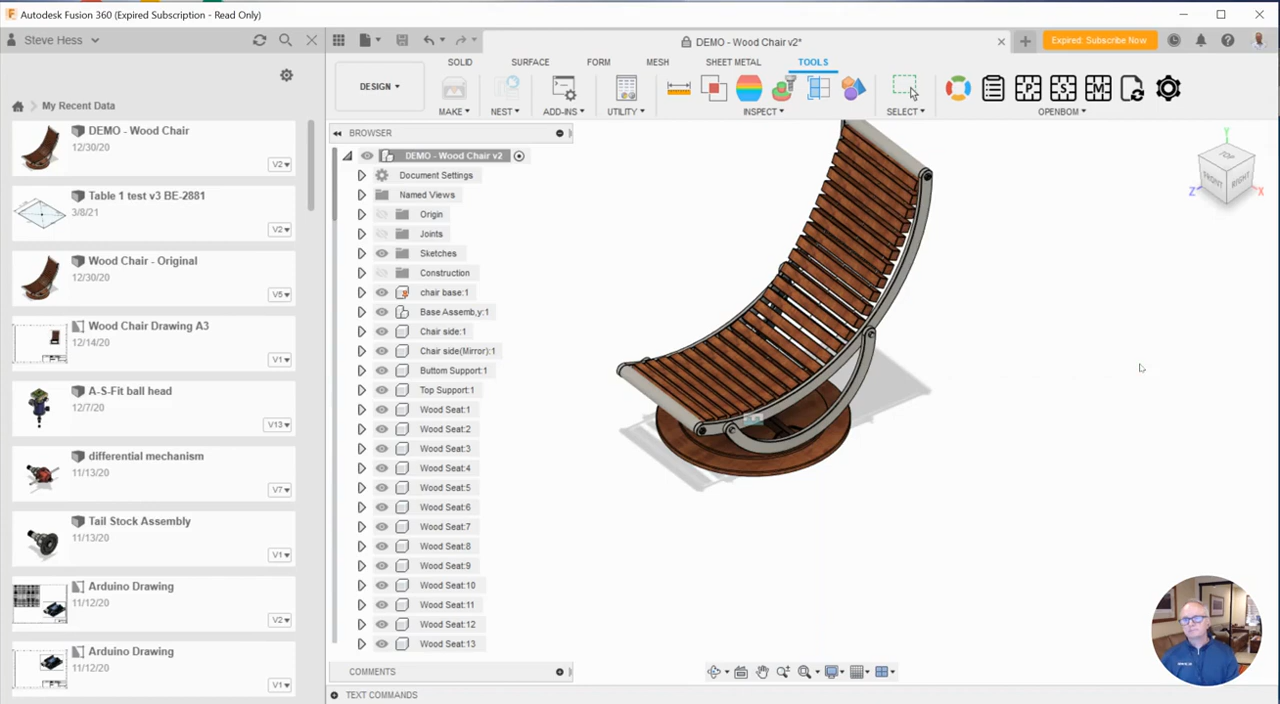 Autodesk Fusion 360 (Expired Subscription - Read Only)
Steve Hess
DEMO - Wood Chair v2*
Expired: Subscribe Now
My Recent Data
DEMO - Wood Chair
12/30/20
V2
Table 1 test v3 BE-2881
3/8/21
V2
Wood Chair - Original
12/30/20
V5
Wood Chair Drawing A3
12/14/20
V1
A-S-Fit ball head
12/7/20
V13
differential mechanism
11/13/20
V7
Tail Stock Assembly
11/13/20
V1
Arduino Drawing
11/12/20
V2
Arduino Drawing
11/12/20
V1
DESIGN
SOLID SURFACE FORM MESH SHEET METAL TOOLS
P S M
MAKE NEST ADD-INS UTILITY INSPECT SELECT OPENBOM
BROWSER
DEMO - Wood Chair v2
Document Settings
Named Views
Origin
Joints
Sketches
Construction
chair base:1
Base Assemb,y:1
Chair side:1
Chair side(Mirror):1
Buttom Support:1
Top Support:1
Wood Seat:1
Wood Seat:2
Wood Seat:3
Wood Seat:4
Wood Seat:5
Wood Seat:6
Wood Seat:7
Wood Seat:8
Wood Seat:9
Wood Seat:10
Wood Seat:11
Wood Seat:12
Wood Seat:13
Y
TOP
FRONT RIGHT
Z X
COMMENTS
TEXT COMMANDS